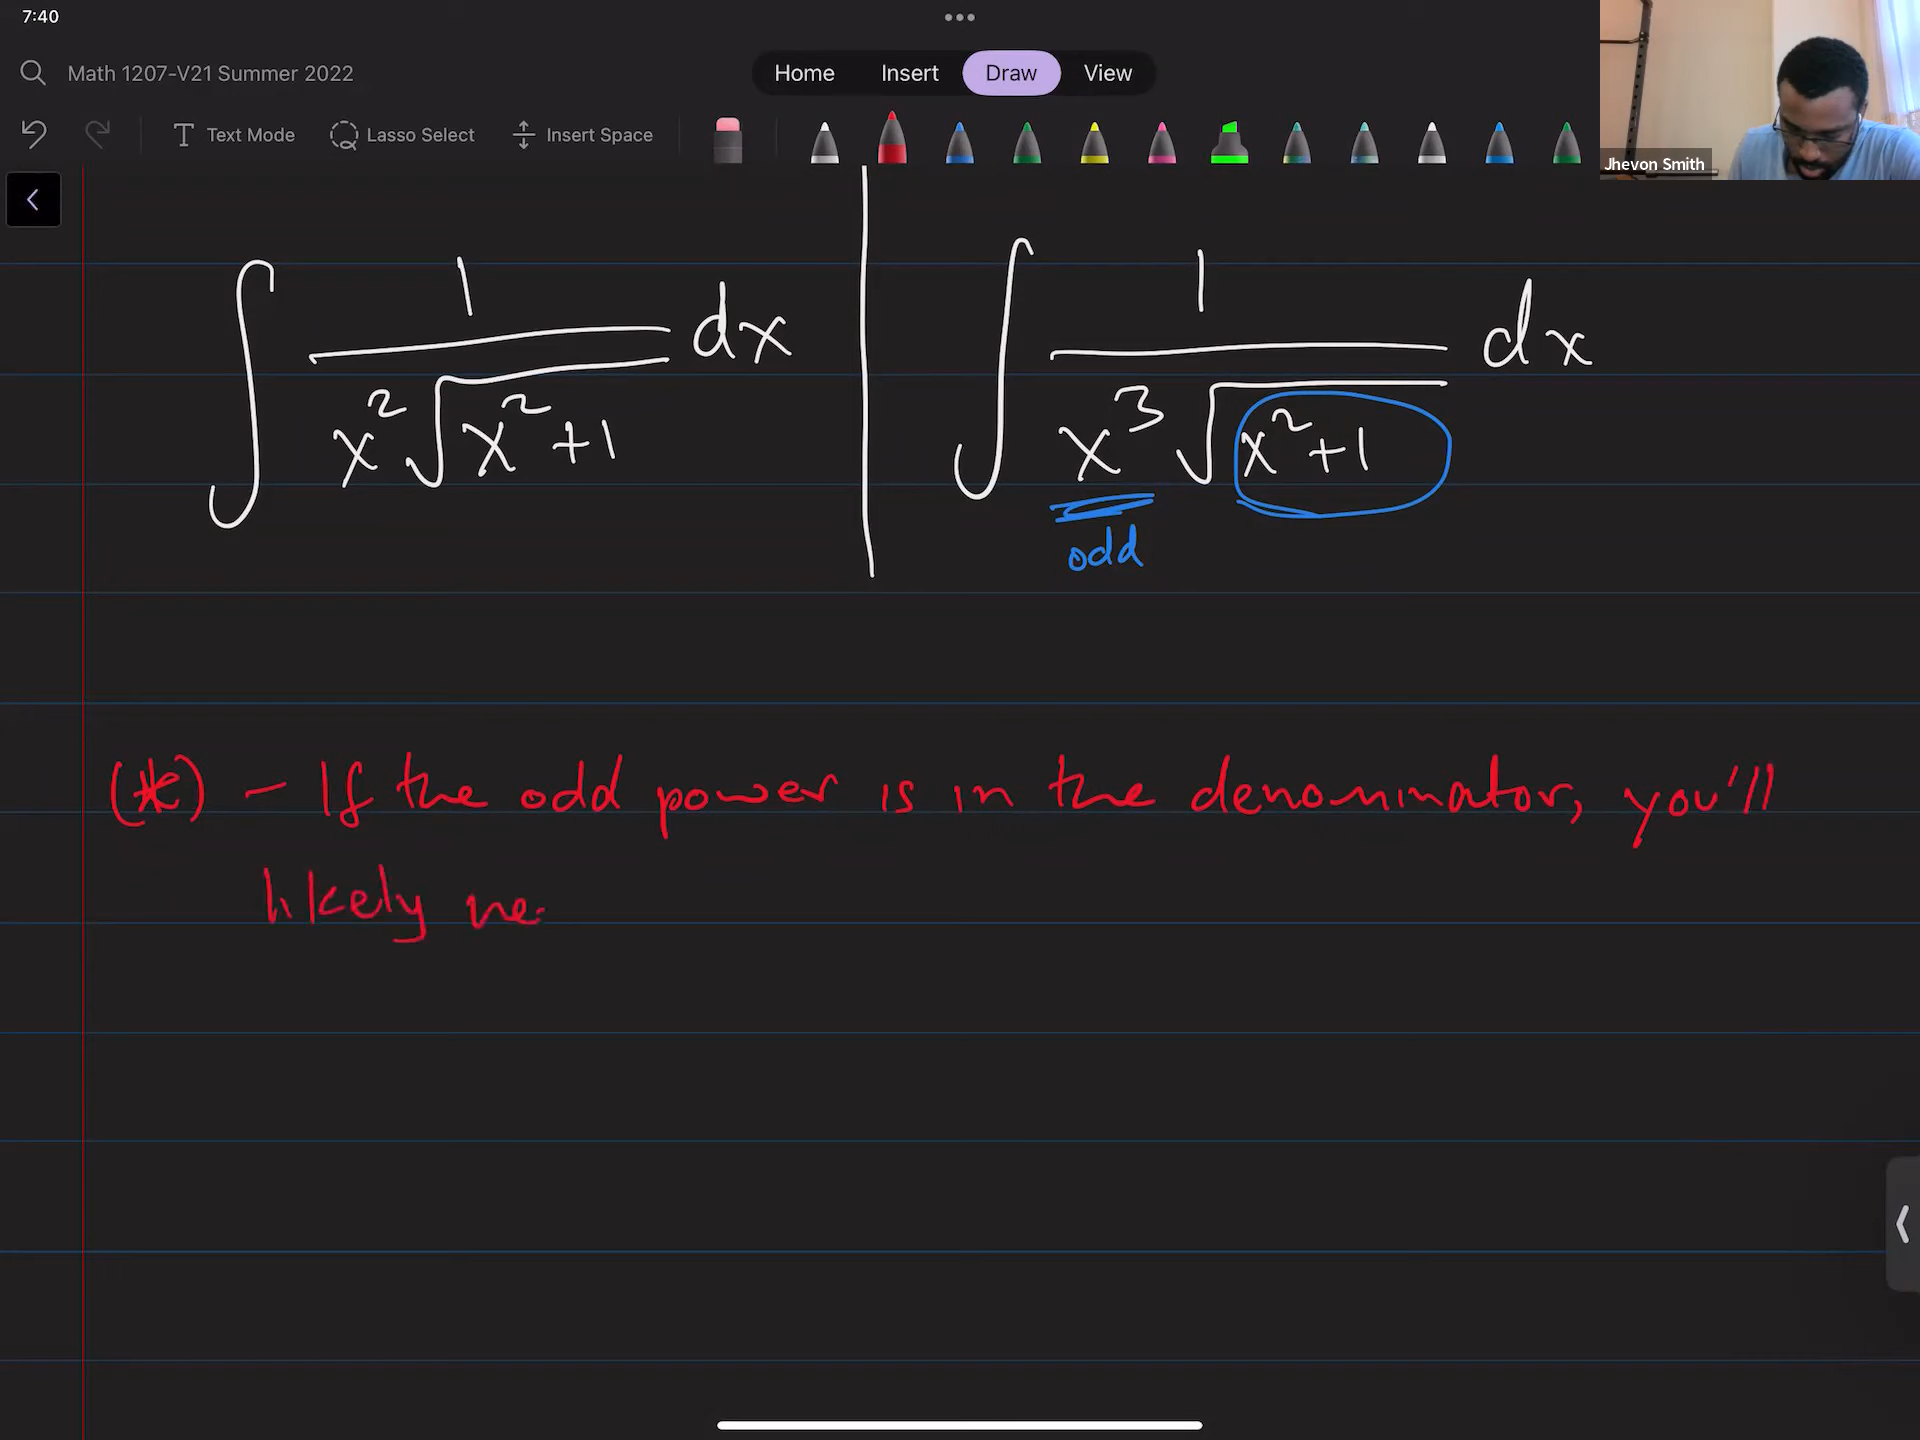 7:40
Math 1207-V21 Summer 2022
Home Insert Draw View
Text Mode Lasso Select Insert Space
Jhevon Smith
∫ 1/(x²√(x²+1)) dx
∫ 1/(x³√(x²+1)) dx
odd
(*) - If the odd power is in the denominator, you'll
likely ne